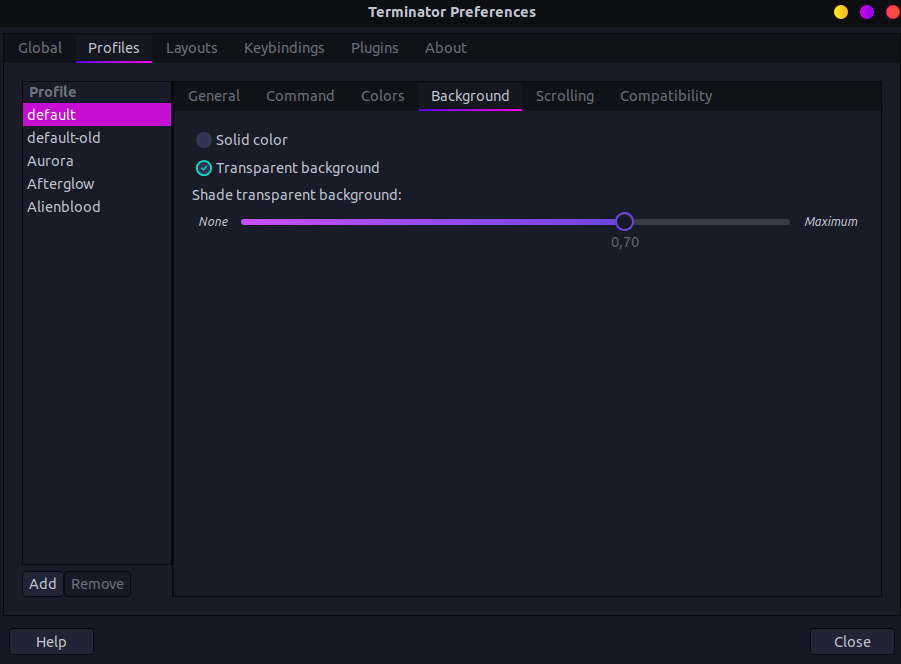 Terminator Preferences
Global Profiles Layouts Keybindings Plugins About
Profile
default
default-old
Aurora
Afterglow
Alienblood
Add Remove
General Command Colors Background Scrolling Compatibility
Solid color
Transparent background
Shade transparent background:
None Maximum
0,70
Help Close